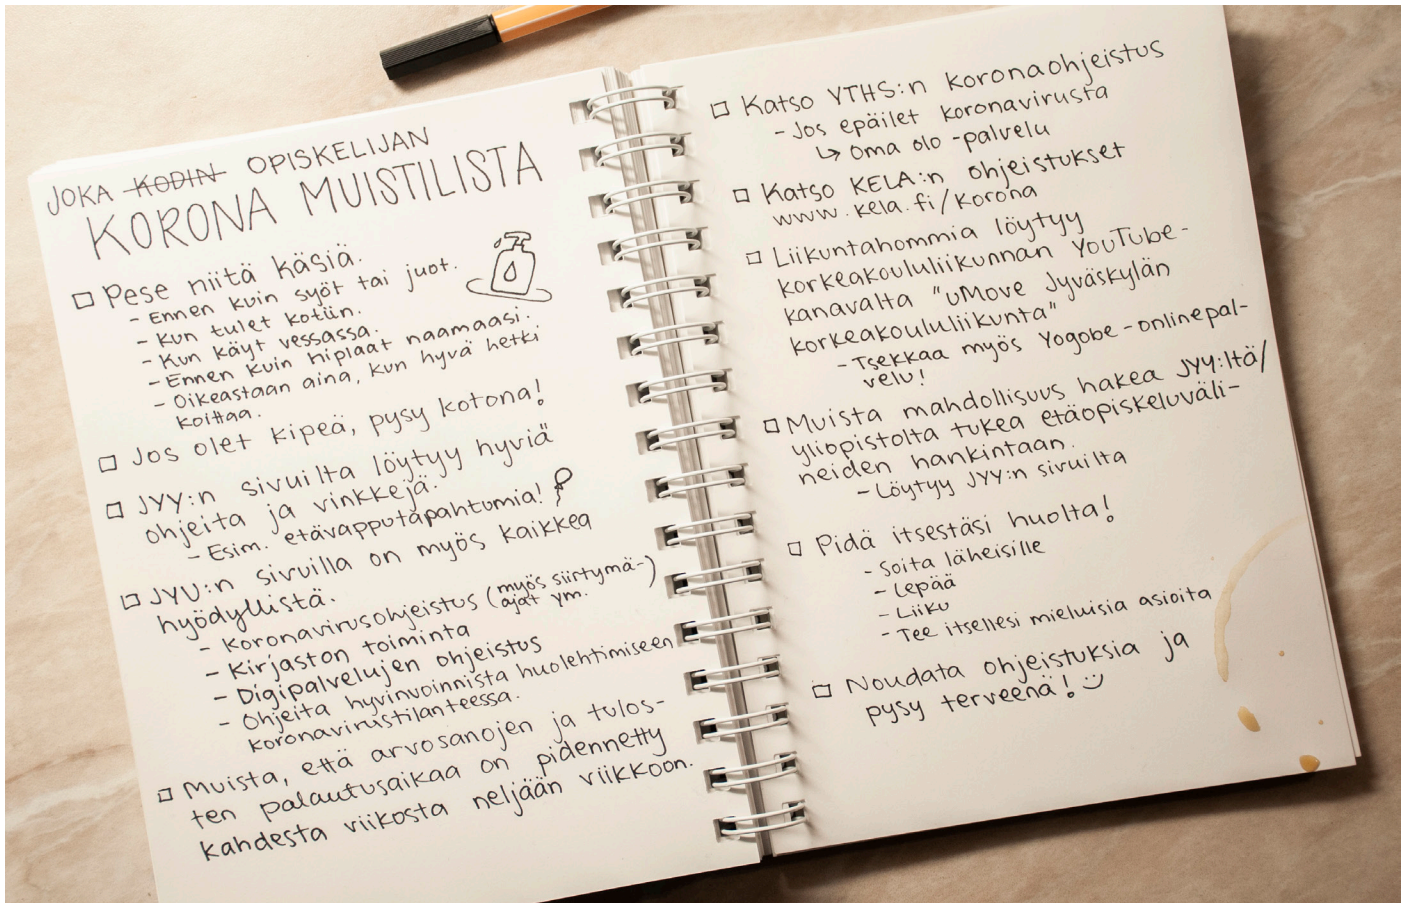 JOKA KODIN OPISKELIJAN
KORONA MUISTILISTA
Pese niitä käsiä.
- Ennen kuin syöt tai juot.
- Kun tulet kotiin.
- Kun käyt vessassa.
- Ennen kuin hiplaat naamaasi.
- Oikeastaan aina, kun hyvä hetki
koittaa.
Jos olet kipeä, pysy kotona!
JYY:n sivuilta löytyy hyviä
ohjeita ja vinkkejä.
- Esim. etävapputapahtumia!
JYU:n sivuilla on myös kaikkea
hyödyllistä.
- Koronavirusohjeistus (myös siirtymä-
ajat ym.)
- Kirjaston toiminta
- Digipalvelujen ohjeistus
- Ohjeita hyvinvoinnista huolehtimiseen
koronavirustilanteessa.
Muista, että arvosanojen ja tulos-
ten palautusaikaa on pidennetty
kahdesta viikosta neljään viikkoon.
Katso YTHS:n koronaohjeistus
- Jos epäilet koronavirusta
↳ Oma olo -palvelu
Katso KELA:n ohjeistukset
www.kela.fi/korona
Liikuntahommia löytyy
korkeakoululiikunnan YouTube-
kanavalta "uMove Jyväskylän
korkeakoululiikunta"
- Tsekkaa myös Yogobe-onlinepal-
velu!
Muista mahdollisuus hakea JYY:ltä/
yliopistolta tukea etäopiskeluväli-
neiden hankintaan.
- Löytyy JYY:n sivuilta
Pidä itsestäsi huolta!
- Soita läheisille
- Lepää
- Liiku
- Tee itsellesi mieluisia asioita
Noudata ohjeistuksia ja
pysy terveenä!